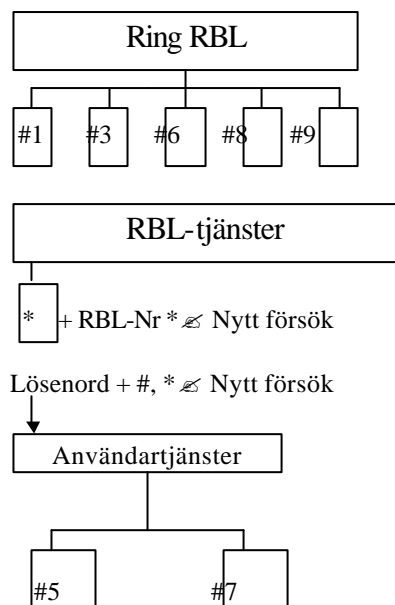 Ring RBL
#1 #3 #6 #8 #9
RBL-tjänster
* + RBL-Nr * ✍ Nytt försök
Lösenord + #, * ✍ Nytt försök
Användartjänster
#5 #7